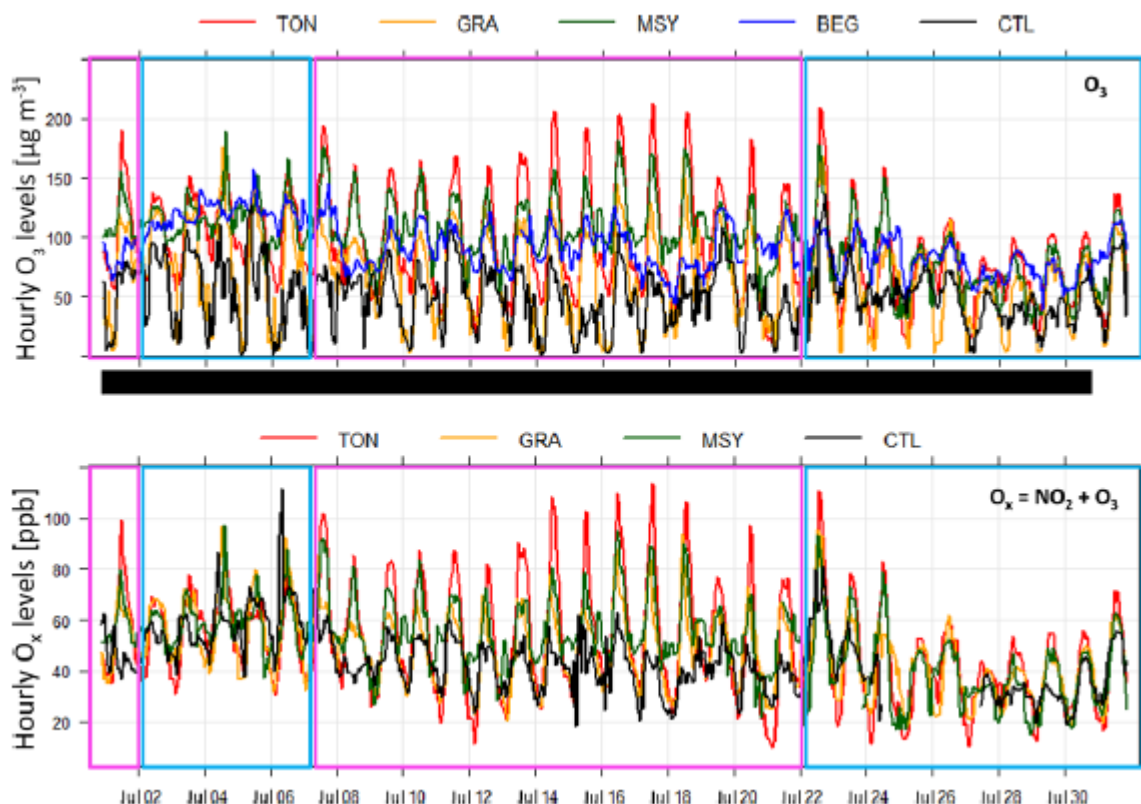 TON GRA MSY BEG CTL
Hourly O₃ levels [µg m⁻³]
O₃
200
150
100
50
TON GRA MSY CTL
Hourly Oₓ levels [ppb]
Oₓ = NO₂ + O₃
100
80
60
40
20
Jul 02 Jul 04 Jul 06 Jul 08 Jul 10 Jul 12 Jul 14 Jul 16 Jul 18 Jul 20 Jul 22 Jul 24 Jul 26 Jul 28 Jul 30